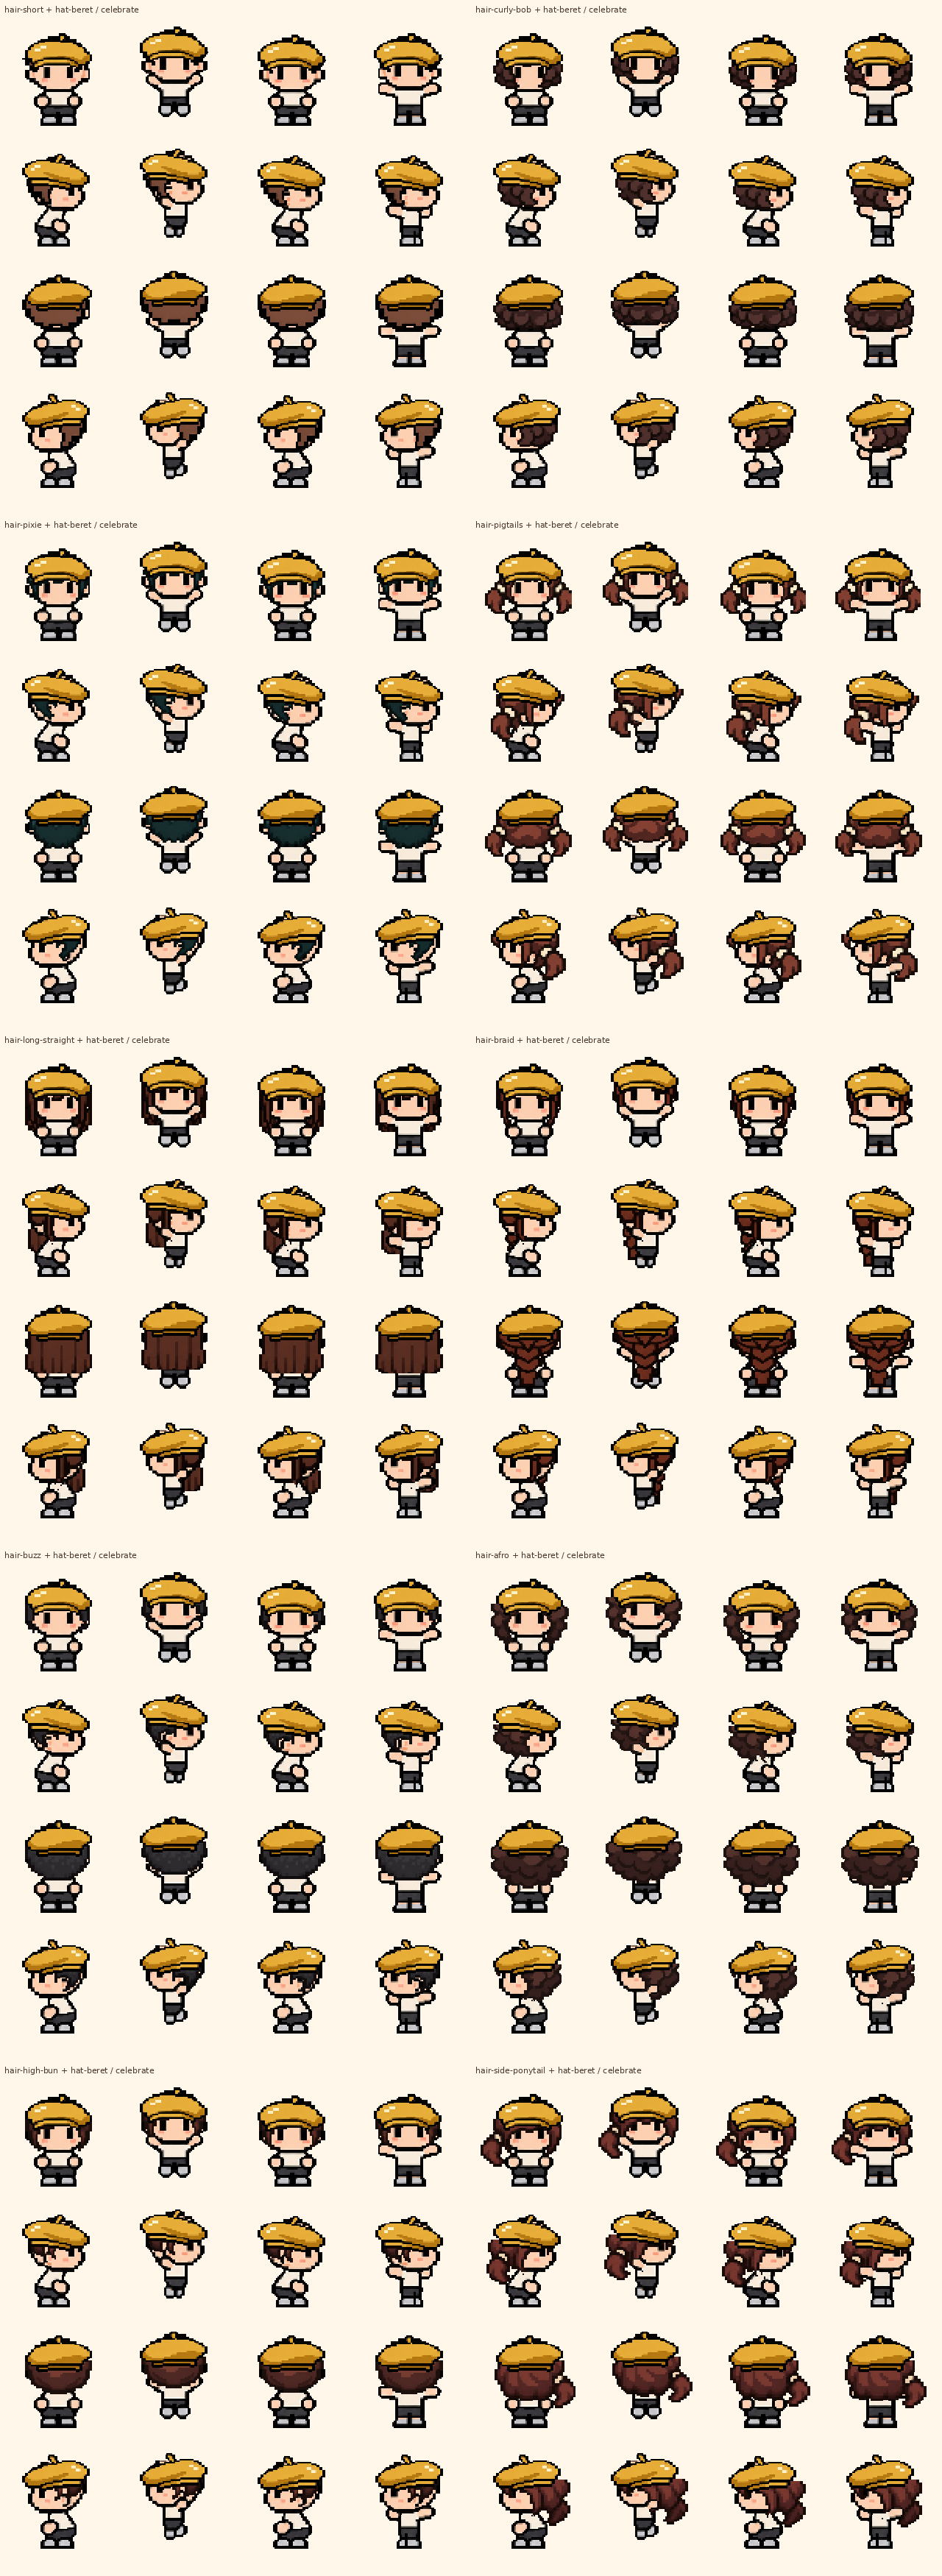 hair-short + hat-beret / celebrate
hair-curly-bob + hat-beret / celebrate
hair-pixie + hat-beret / celebrate
hair-pigtails + hat-beret / celebrate
hair-long-straight + hat-beret / celebrate
hair-braid + hat-beret / celebrate
hair-buzz + hat-beret / celebrate
hair-afro + hat-beret / celebrate
hair-high-bun + hat-beret / celebrate
hair-side-ponytail + hat-beret / celebrate